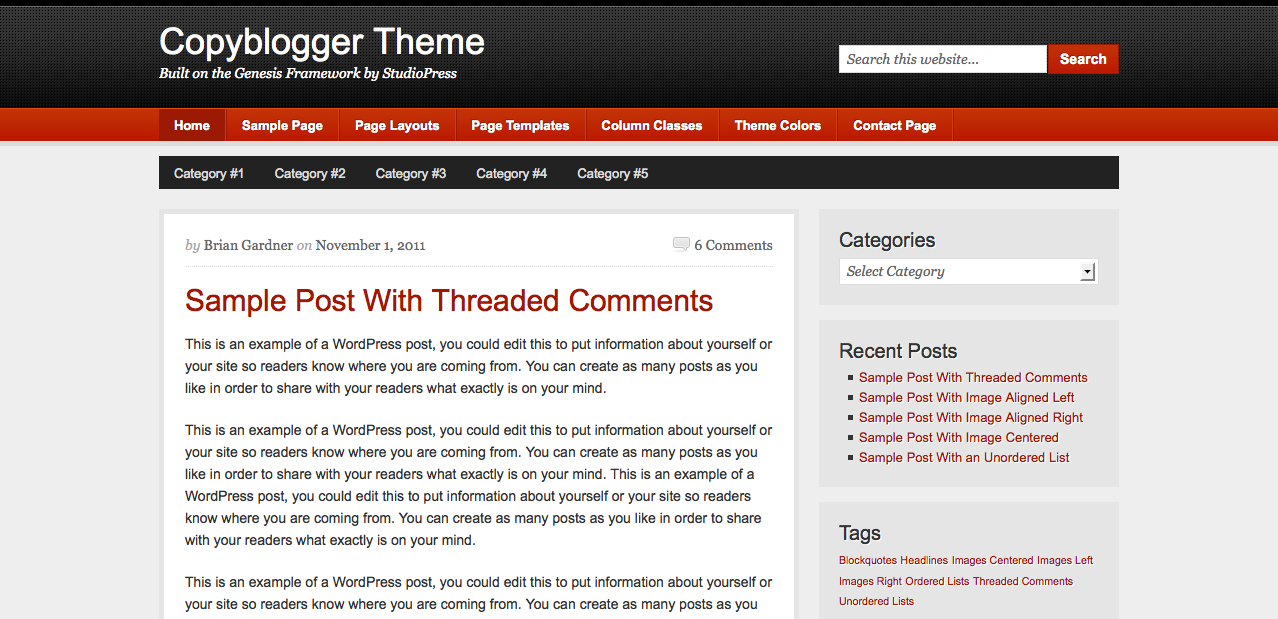 Copyblogger Theme
Built on the Genesis Framework by StudioPress
Search this website...
Search
Home
Sample Page
Page Layouts
Page Templates
Column Classes
Theme Colors
Contact Page
Category #1
Category #2
Category #3
Category #4
Category #5
by Brian Gardner on November 1, 2011
6 Comments
Sample Post With Threaded Comments
This is an example of a WordPress post, you could edit this to put information about yourself or
your site so readers know where you are coming from. You can create as many posts as you
like in order to share with your readers what exactly is on your mind.
This is an example of a WordPress post, you could edit this to put information about yourself or
your site so readers know where you are coming from. You can create as many posts as you
like in order to share with your readers what exactly is on your mind. This is an example of a
WordPress post, you could edit this to put information about yourself or your site so readers
know where you are coming from. You can create as many posts as you like in order to share
with your readers what exactly is on your mind.
This is an example of a WordPress post, you could edit this to put information about yourself or
your site so readers know where you are coming from. You can create as many posts as you
Categories
Select Category
Recent Posts
Sample Post With Threaded Comments
Sample Post With Image Aligned Left
Sample Post With Image Aligned Right
Sample Post With Image Centered
Sample Post With an Unordered List
Tags
Blockquotes Headlines Images Centered Images Left
Images Right Ordered Lists Threaded Comments
Unordered Lists